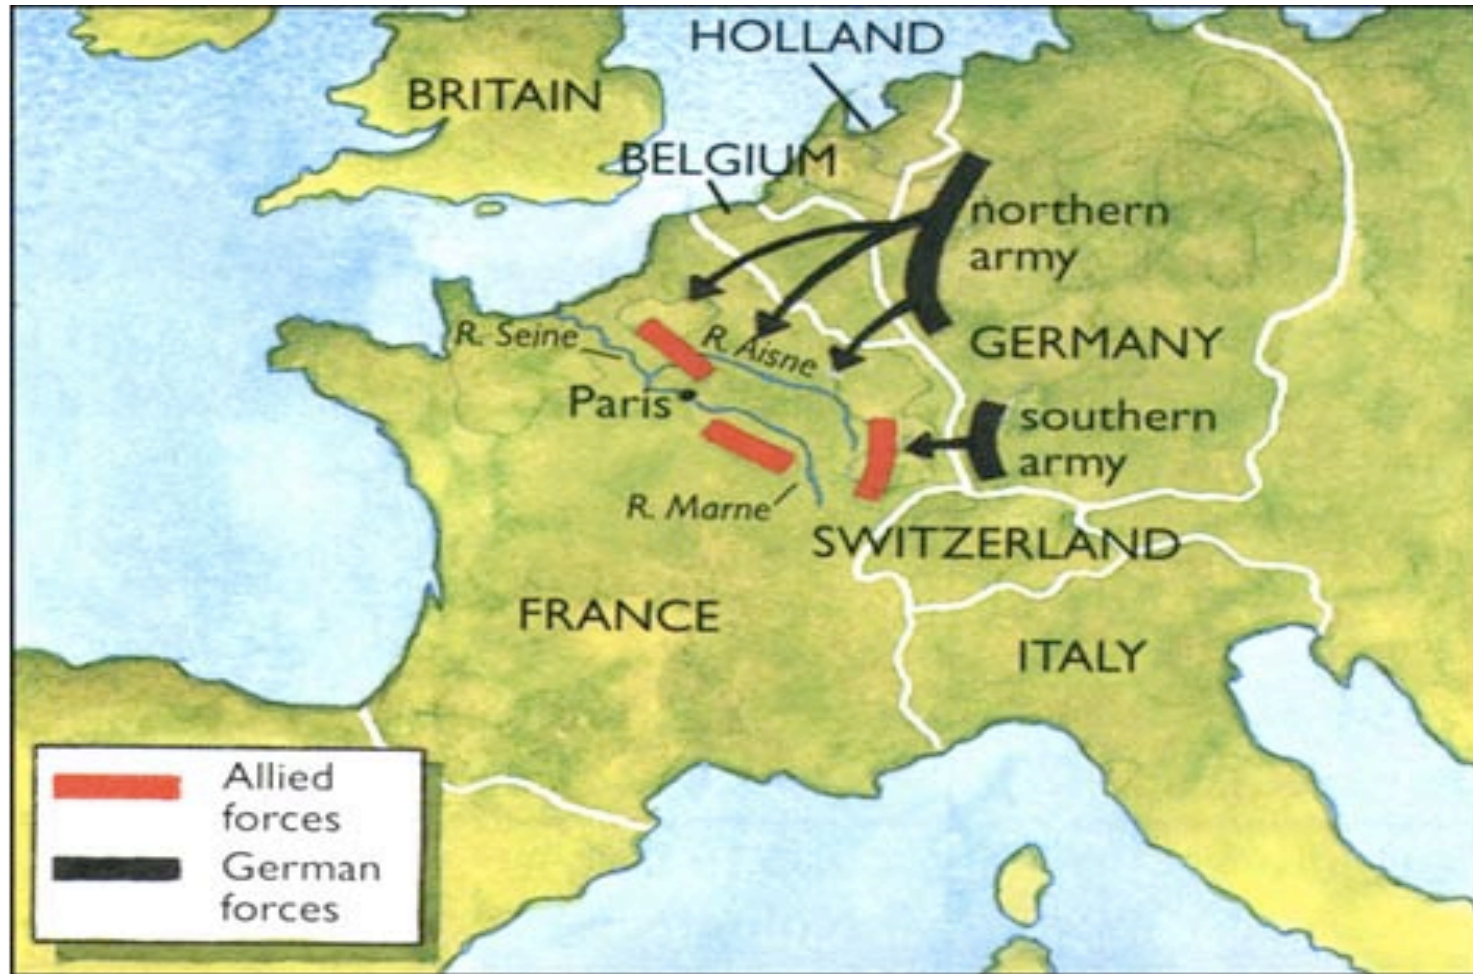 HOLLAND
BRITAIN
BELGIUM
northern
army
R. Seine
R. Aisne
GERMANY
Paris
southern
army
R. Marne
SWITZERLAND
FRANCE
ITALY
Allied
forces
German
forces